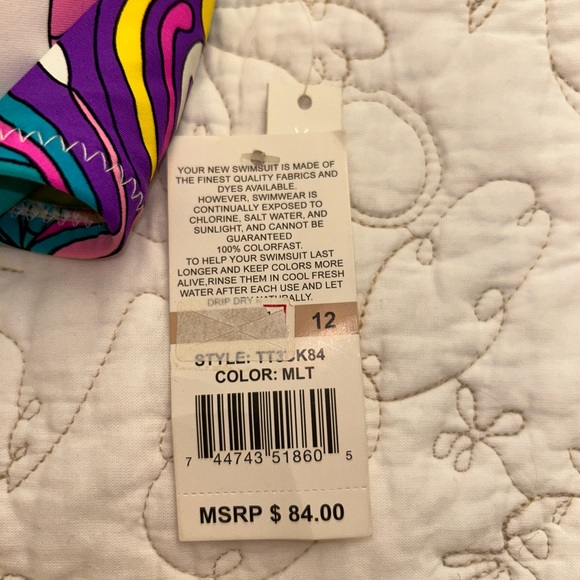 YOUR NEW SWIMSUIT IS MADE OF
THE FINEST QUALITY FABRICS AND
DYES AVAILABLE.
HOWEVER, SWIMWEAR IS
CONTINUALLY EXPOSED TO
CHLORINE, SALT WATER, AND
SUNLIGHT, AND CANNOT BE
GUARANTEED
100% COLORFAST.
TO HELP YOUR SWIMSUIT LAST
LONGER AND KEEP COLORS MORE
ALIVE,RINSE THEM IN COOL FRESH
WATER AFTER EACH USE AND LET
DRIP DRY NATURALLY.
12
STYLE:
COLOR: MLT
7 44743 51860 5
MSRP $ 84.00